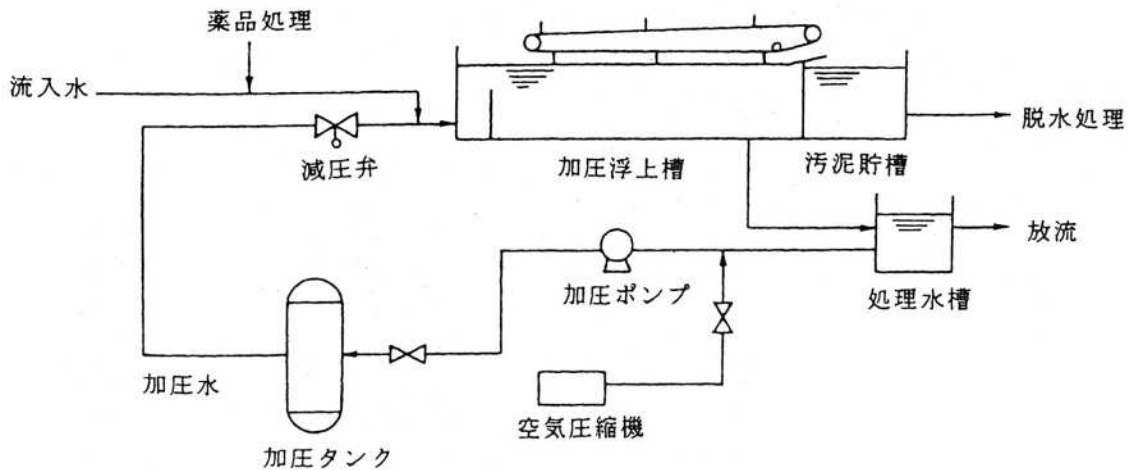 薬品処理
流入水
減圧弁
加圧浮上槽
汚泥貯槽
脱水処理
放流
処理水槽
加圧ポンプ
加圧水
空気圧縮機
加圧タンク